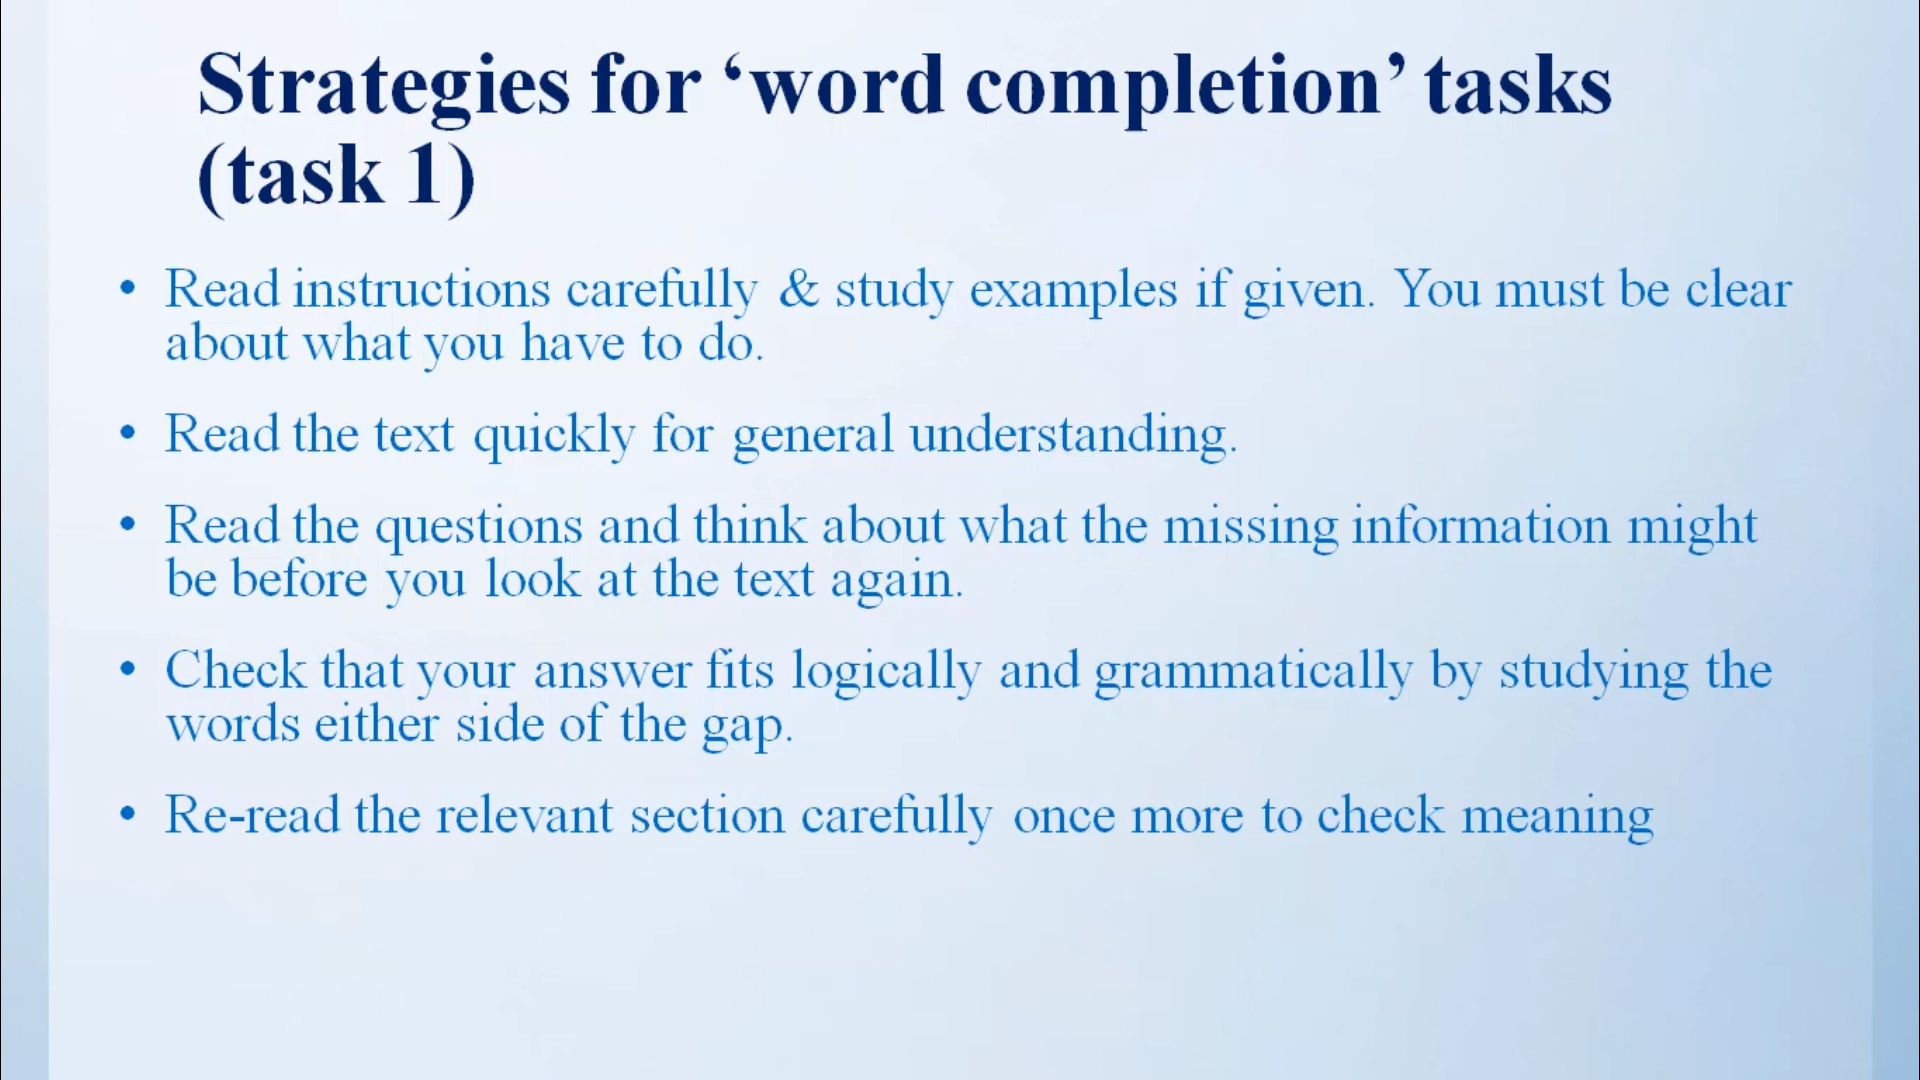 Strategies for ‘word completion’ tasks
(task 1)
• Read instructions carefully & study examples if given. You must be clear
about what you have to do.
• Read the text quickly for general understanding.
• Read the questions and think about what the missing information might
be before you look at the text again.
• Check that your answer fits logically and grammatically by studying the
words either side of the gap.
• Re-read the relevant section carefully once more to check meaning